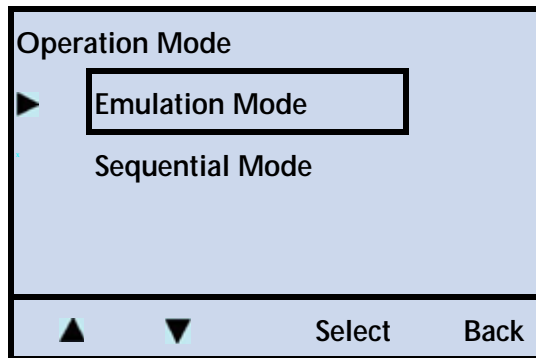 Operation Mode
Emulation Mode
Sequential Mode
Select Back